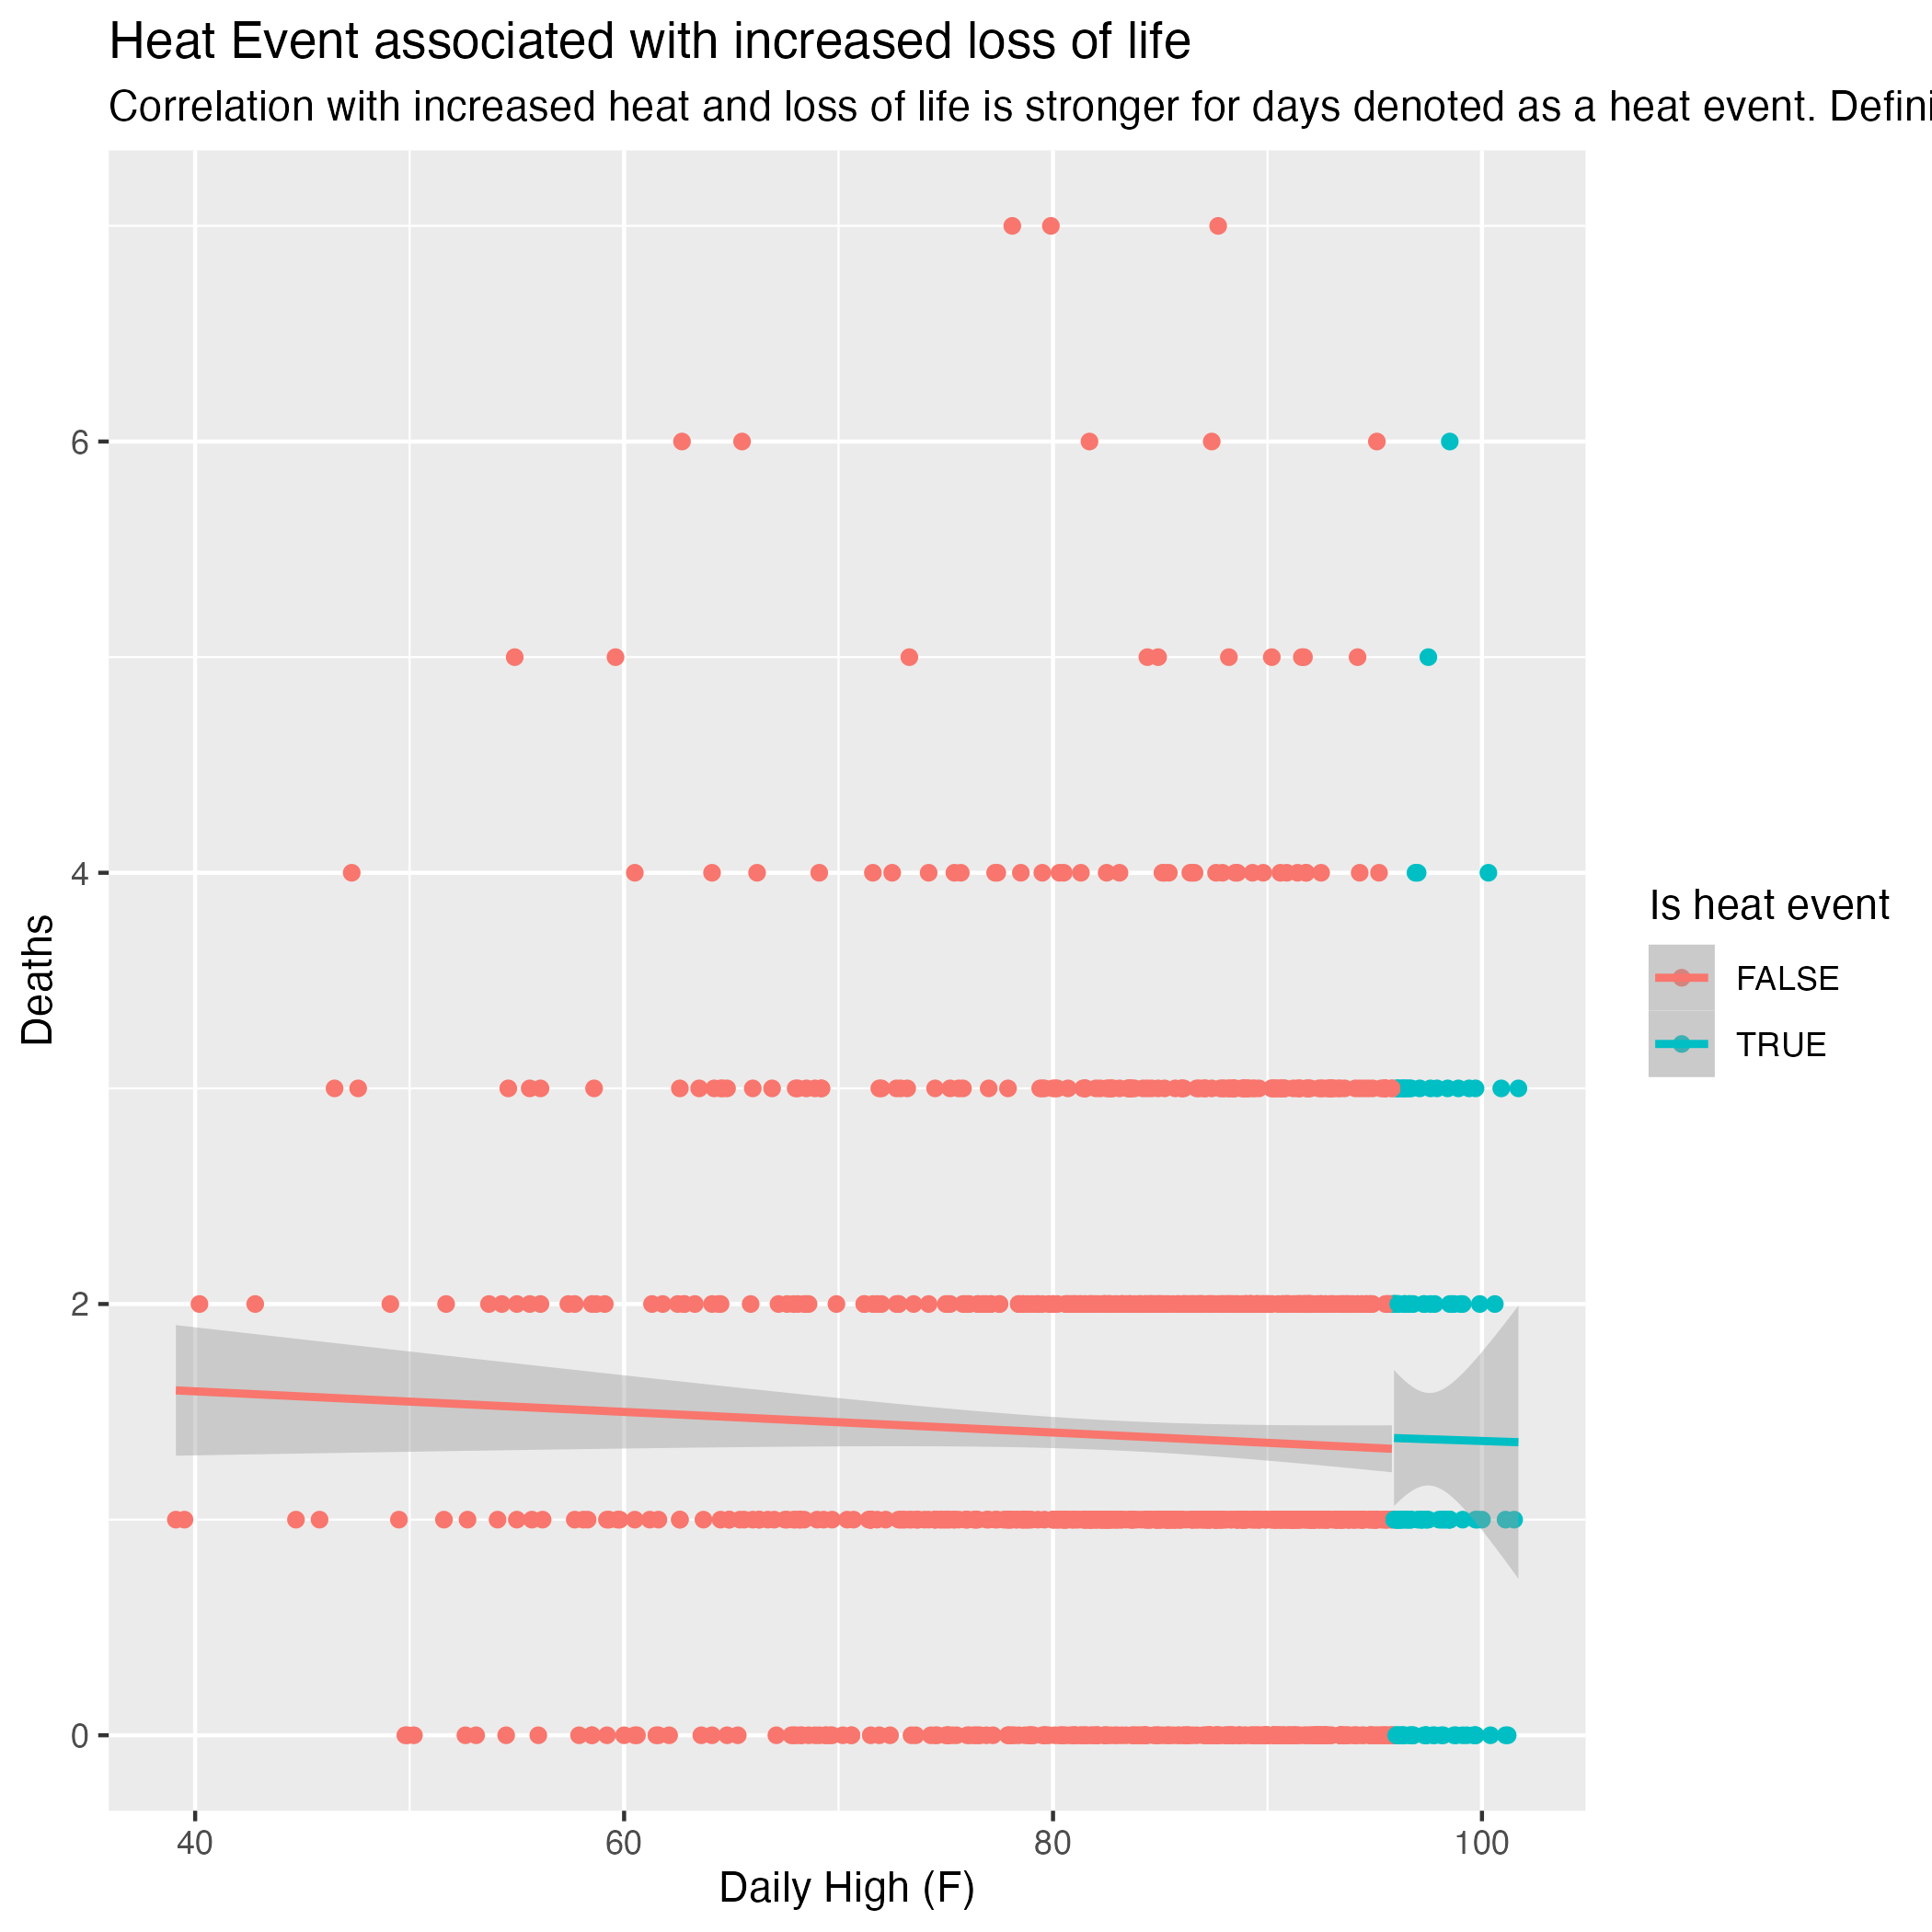 Heat Event associated with increased loss of life
Correlation with increased heat and loss of life is stronger for days denoted as a heat event.
6
4
2
0
Deaths
40
60
80
100
Daily High (F)
Is heat event
FALSE
TRUE